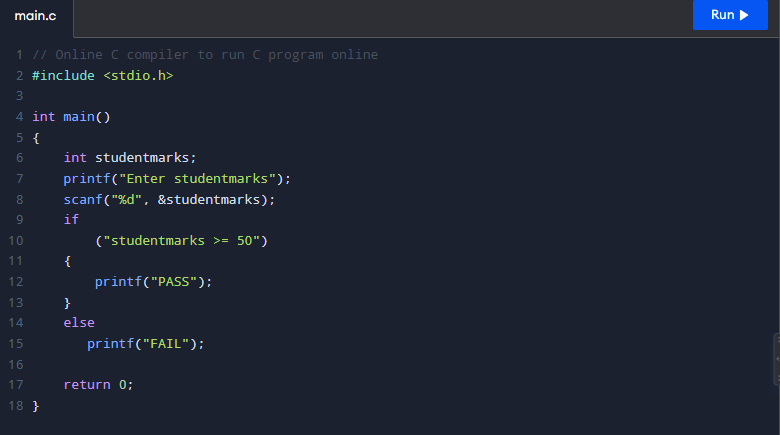 main.c
Run
1 // Online C compiler to run C program online
2 #include <stdio.h>
3
4 int main()
5 {
6     int studentmarks;
7     printf("Enter studentmarks");
8     scanf("%d", &studentmarks);
9     if
10         ("studentmarks >= 50")
11     {
12         printf("PASS");
13     }
14     else
15        printf("FAIL");
16
17     return 0;
18 }